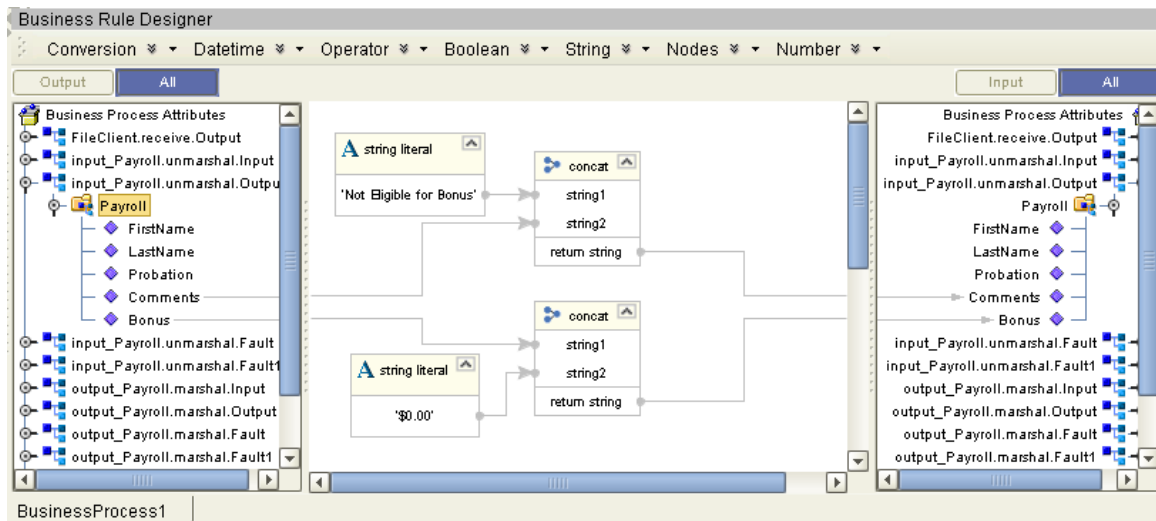 Business Rule Designer
Conversion Datetime Operator Boolean String Nodes Number
Output All Input All
Business Process Attributes
FileClient.receive.Output
input_Payroll.unmarshal.Input
input_Payroll.unmarshal.Outpu
Payroll
FirstName
LastName
Probation
Comments
Bonus
input_Payroll.unmarshal.Fault
input_Payroll.unmarshal.Fault1
output_Payroll.marshal.Input
output_Payroll.marshal.Output
output_Payroll.marshal.Fault
output_Payroll.marshal.Fault1
A string literal
'Not Eligible for Bonus'
concat
string1
string2
return string
concat
string1
string2
return string
A string literal
'$0.00'
Business Process Attributes
FileClient.receive.Output
input_Payroll.unmarshal.Input
input_Payroll.unmarshal.Output
Payroll
FirstName
LastName
Probation
Comments
Bonus
input_Payroll.unmarshal.Fault
input_Payroll.unmarshal.Fault1
output_Payroll.marshal.Input
output_Payroll.marshal.Output
output_Payroll.marshal.Fault
output_Payroll.marshal.Fault1
BusinessProcess1